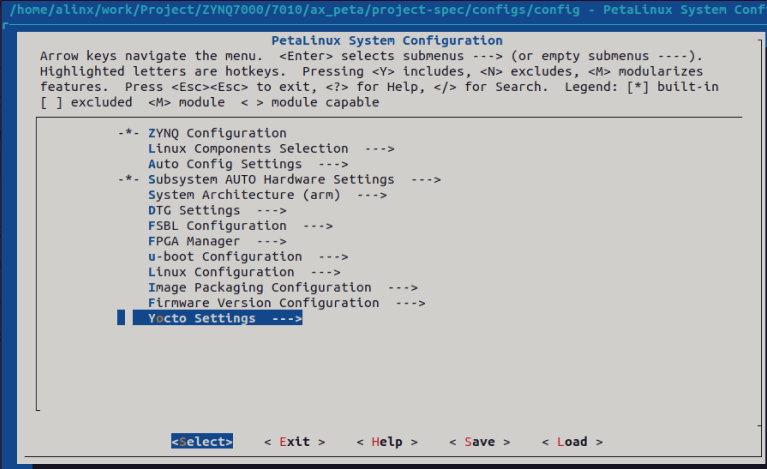 /home/alinx/work/Project/ZYNQ7000/7010/ax_peta/project-spec/configs/config - PetaLinux System Conf
PetaLinux System Configuration
Arrow keys navigate the menu.  <Enter> selects submenus ---> (or empty submenus ----).
Highlighted letters are hotkeys.  Pressing <Y> includes, <N> excludes, <M> modularizes
features.  Press <Esc><Esc> to exit, <?> for Help, </> for Search.  Legend: [*] built-in
[ ] excluded  <M> module  < > module capable
-*- ZYNQ Configuration
Linux Components Selection  --->
Auto Config Settings  --->
-*- Subsystem AUTO Hardware Settings  --->
System Architecture (arm)  --->
DTG Settings  --->
FSBL Configuration  --->
FPGA Manager  --->
u-boot Configuration  --->
Linux Configuration  --->
Image Packaging Configuration  --->
Firmware Version Configuration  --->
Yocto Settings  --->
<Select>    < Exit >    < Help >    < Save >    < Load >